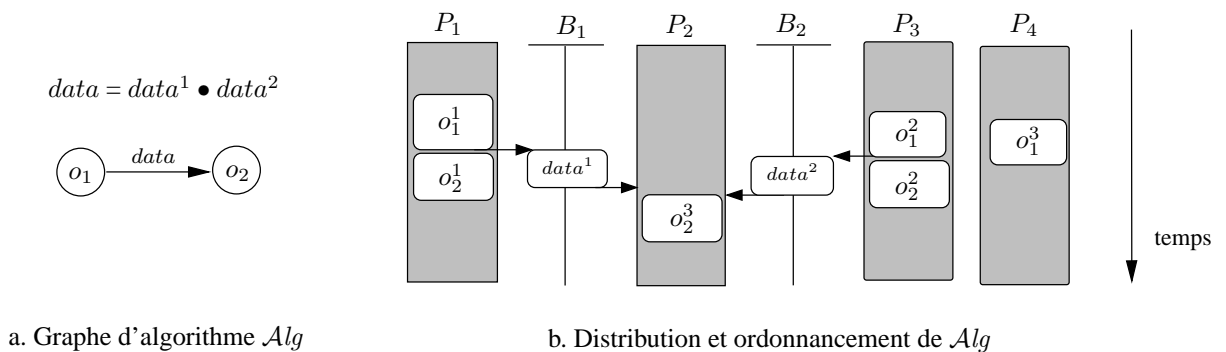 P₁ B₁ P₂ B₂ P₃ P₄
data = data¹ • data²
o₁ data o₂
o₁¹ o₁² o₁³
o₂¹ data¹ data² o₂²
o₂³
temps
a. Graphe d'algorithme Alg
b. Distribution et ordonnancement de Alg